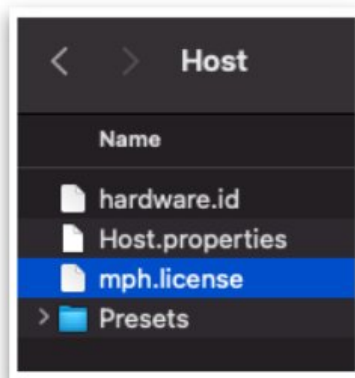 Host
Name
hardware.id
Host.properties
mph.license
Presets